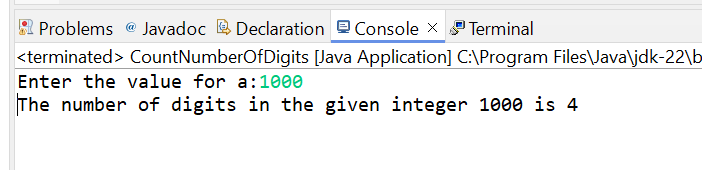 Problems @ Javadoc Declaration Console × Terminal
<terminated> CountNumberOfDigits [Java Application] C:\Program Files\Java\jdk-22\b
Enter the value for a:1000
The number of digits in the given integer 1000 is 4